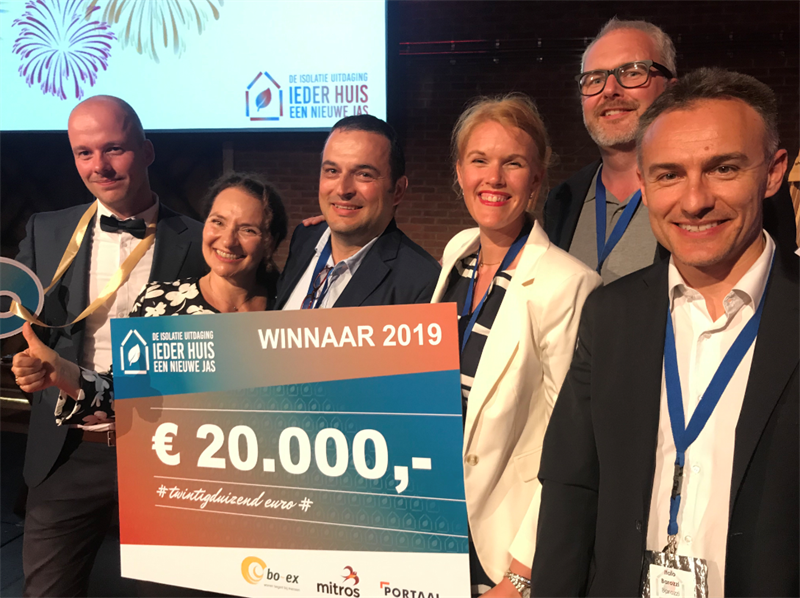 DE ISOLATIE UITDAGING
IEDER HUIS
EEN NIEUWE JAS
DE ISOLATIE UITDAGING
IEDER HUIS
EEN NIEUWE JAS
WINNAAR 2019
€ 20.000,-
# twintigduizend euro #
bo-ex
mitros
PORTAAL